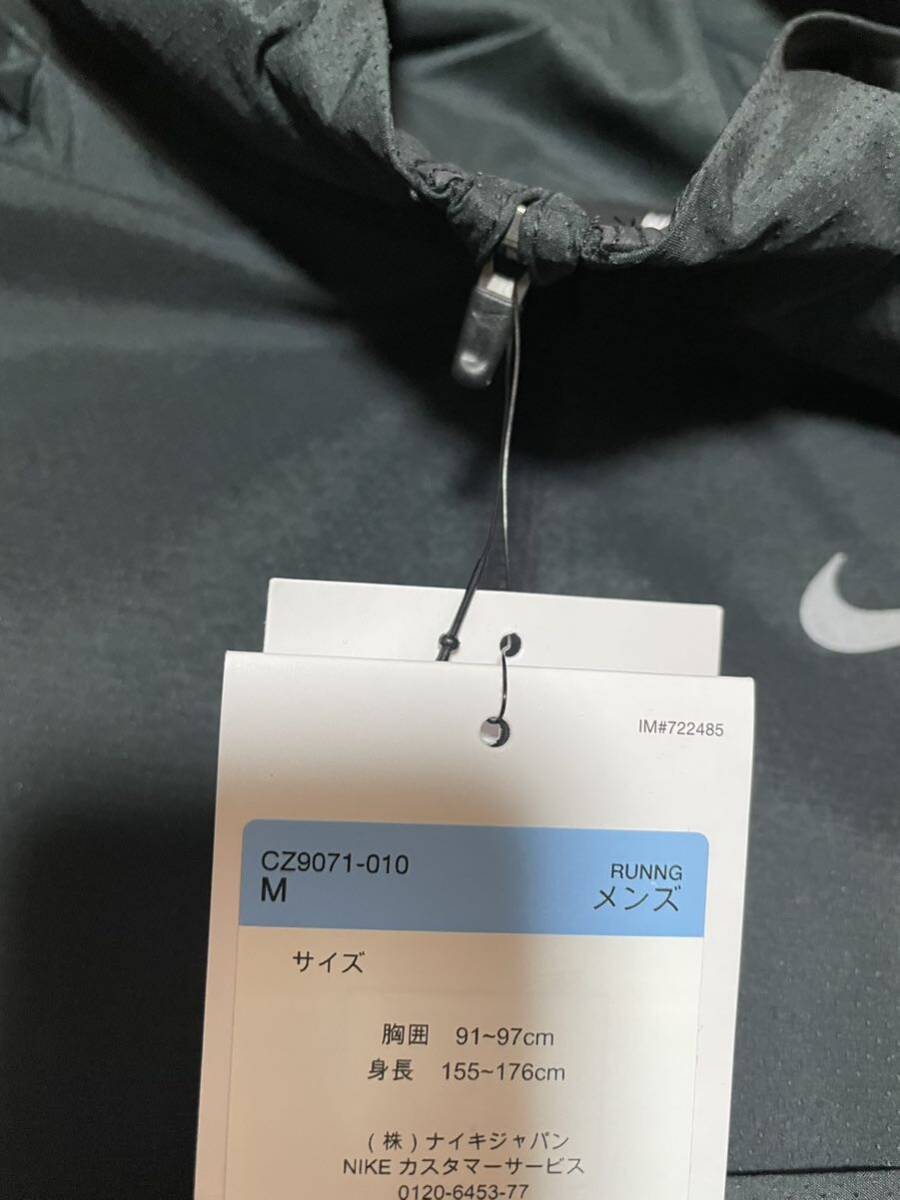 IM#722485
CZ9071-010
RUNNG
M
メンズ
サイズ
胸囲 91~97cm
身長 155~176cm
(株)ナイキジャパン
NIKE カスタマーサービス
0120-6453-77